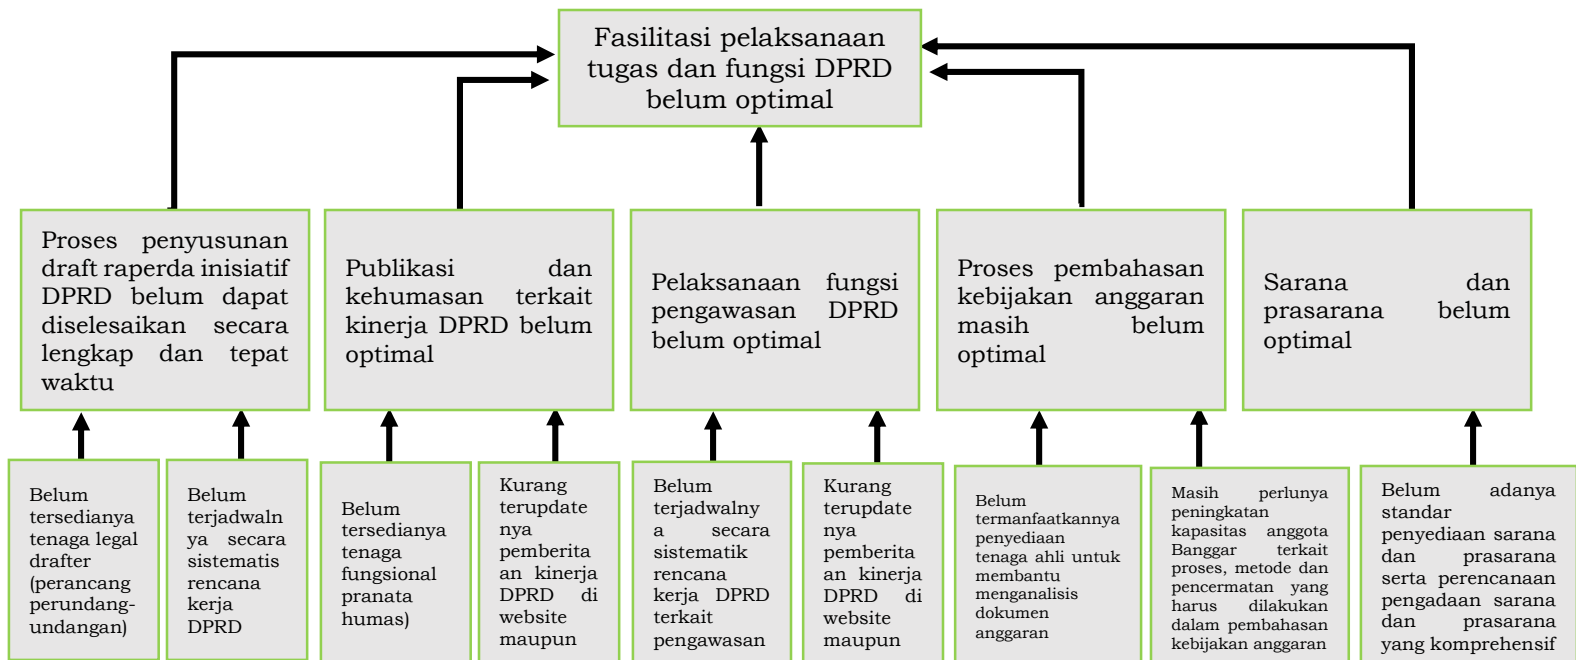 Fasilitasi pelaksanaan
tugas dan fungsi DPRD
belum optimal
Proses penyusunan
draft raperda inisiatif
DPRD belum dapat
diselesaikan secara
lengkap dan tepat
waktu
Publikasi dan
kehumasan terkait
kinerja DPRD belum
optimal
Pelaksanaan fungsi
pengawasan DPRD
belum optimal
Proses pembahasan
kebijakan anggaran
masih belum
optimal
Sarana dan
prasarana belum
optimal
Belum
tersedianya
tenaga legal
drafter
(perancang
perundang-
undangan)
Belum
terjadwaln
ya secara
sistematis
rencana
kerja
DPRD
Belum
tersedianya
tenaga
fungsional
pranata
humas)
Kurang
terupdate
nya
pemberita
an kinerja
DPRD di
website
maupun
Belum
terjadwalny
a secara
sistematik
rencana
kerja DPRD
terkait
pengawasan
Kurang
terupdate
nya
pemberita
an kinerja
DPRD di
website
maupun
Belum
termanfaatkannya
penyediaan
tenaga ahli untuk
membantu
menganalisis
dokumen
anggaran
Masih perlunya
peningkatan
kapasitas anggota
Banggar terkait
proses, metode dan
pencermatan yang
harus dilakukan
dalam pembahasan
kebijakan anggaran
Belum adanya
standar
penyediaan sarana
dan prasarana
serta perencanaan
pengadaan sarana
dan prasarana
yang komprehensif